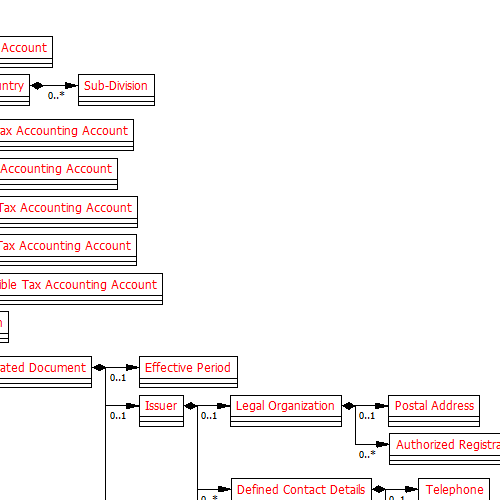 Account
ntry
Sub-Division
0..*
ax Accounting Account
Accounting Account
Tax Accounting Account
Tax Accounting Account
ible Tax Accounting Account
ated Document
Effective Period
0..1
Issuer
Legal Organization
Postal Address
0..1
0..1
0..1
Authorized Registra
0..*
Defined Contact Details
Telephone
0..*
0..1